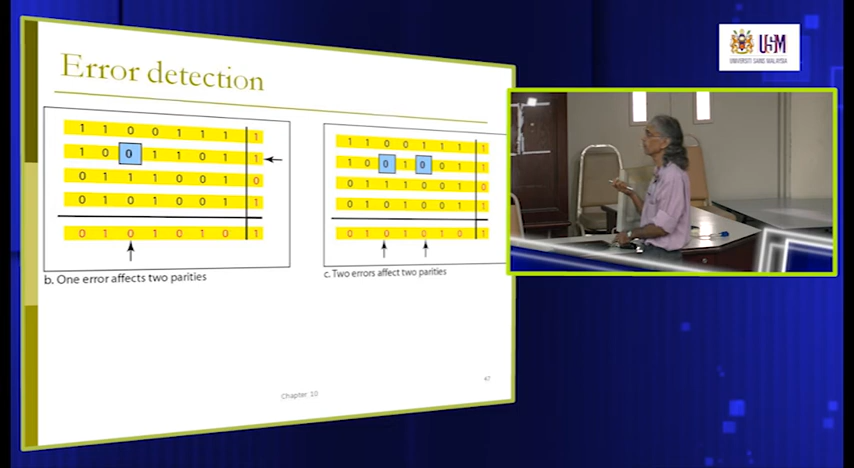 Error detection
1 1 0 0 1 1 1 1
1 0 0 1 1 0 1 1
0 1 1 1 0 0 1 0
0 1 0 1 0 0 1 1
0 1 0 1 0 1 0 1
b. One error affects two parities
1 1 0 0 1 1 1 1
1 0 0 1 0 0 1 1
0 1 1 1 0 0 1 0
0 1 0 1 0 0 1 1
0 1 0 1 0 1 0 1
c. Two errors affect two parities
Chapter 10
47
USM
UNIVERSITI SAINS MALAYSIA